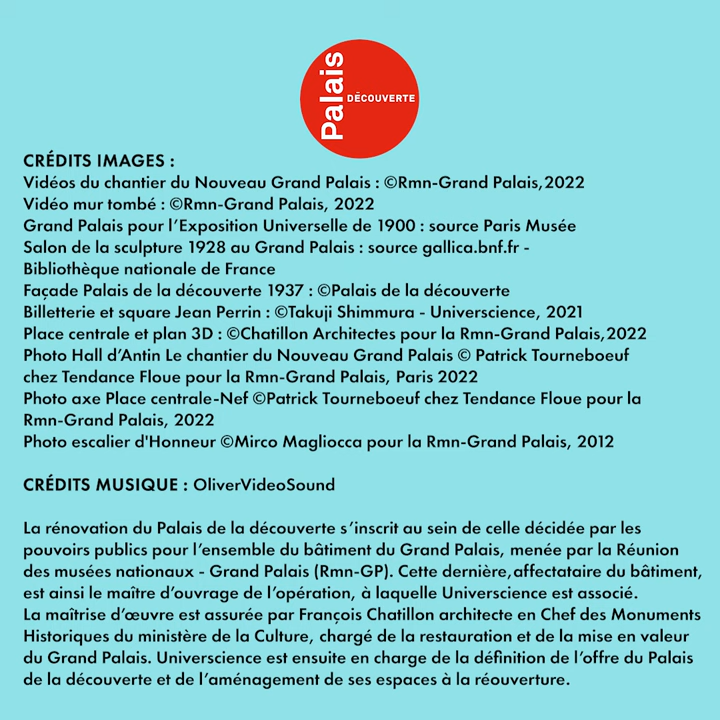 Palais
DÉCOUVERTE
CRÉDITS IMAGES :
Vidéos du chantier du Nouveau Grand Palais : ©Rmn-Grand Palais,2022
Vidéo mur tombé : ©Rmn-Grand Palais, 2022
Grand Palais pour l’Exposition Universelle de 1900 : source Paris Musée
Salon de la sculpture 1928 au Grand Palais : source gallica.bnf.fr -
Bibliothèque nationale de France
Façade Palais de la découverte 1937 : ©Palais de la découverte
Billetterie et square Jean Perrin : ©Takuji Shimmura - Universcience, 2021
Place centrale et plan 3D : ©Chatillon Architectes pour la Rmn-Grand Palais,2022
Photo Hall d’Antin Le chantier du Nouveau Grand Palais © Patrick Tourneboeuf
chez Tendance Floue pour la Rmn-Grand Palais, Paris 2022
Photo axe Place centrale-Nef ©Patrick Tourneboeuf chez Tendance Floue pour la
Rmn-Grand Palais, 2022
Photo escalier d'Honneur ©Mirco Magliocca pour la Rmn-Grand Palais, 2012
CRÉDITS MUSIQUE : OliverVideoSound
La rénovation du Palais de la découverte s’inscrit au sein de celle décidée par les
pouvoirs publics pour l’ensemble du bâtiment du Grand Palais, menée par la Réunion
des musées nationaux - Grand Palais (Rmn-GP). Cette dernière,affectataire du bâtiment,
est ainsi le maître d’ouvrage de l’opération, à laquelle Universcience est associé.
La maîtrise d’œuvre est assurée par François Chatillon architecte en Chef des Monuments
Historiques du ministère de la Culture, chargé de la restauration et de la mise en valeur
du Grand Palais. Universcience est ensuite en charge de la définition de l’offre du Palais
de la découverte et de l’aménagement de ses espaces à la réouverture.